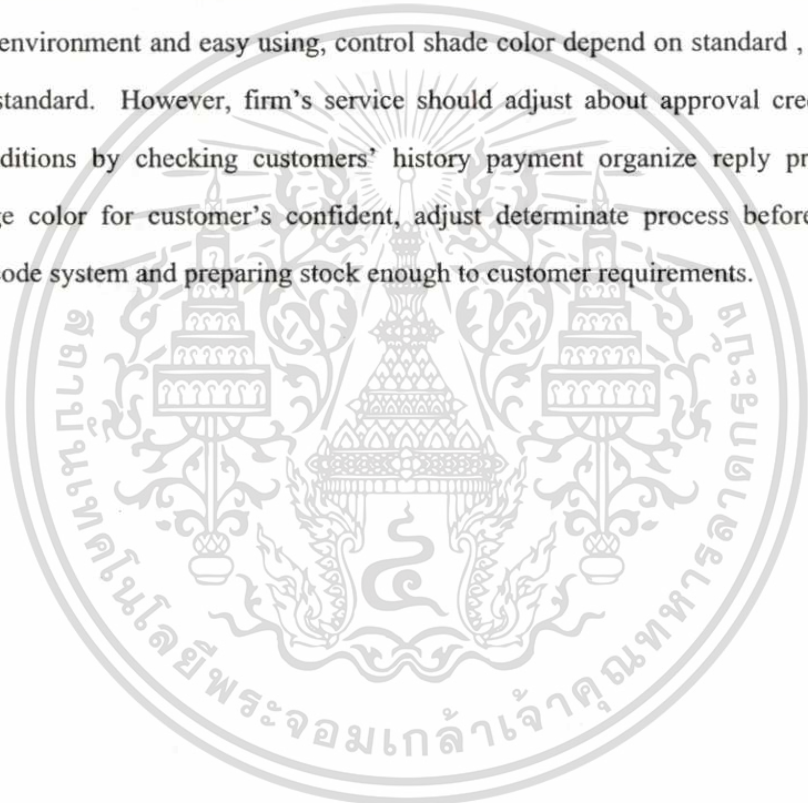 environment and easy using, control shade color depend on standard ,
standard. However, firm's service should adjust about approval
ditions by checking customers' history payment organize reply
color for customer's confident, adjust determinate process before
ode system and preparing stock enough to customer requirements.
สถาบันเทคโนโลยีพระจอมเกล้าเจ้าคุณทหารลาดกระบัง